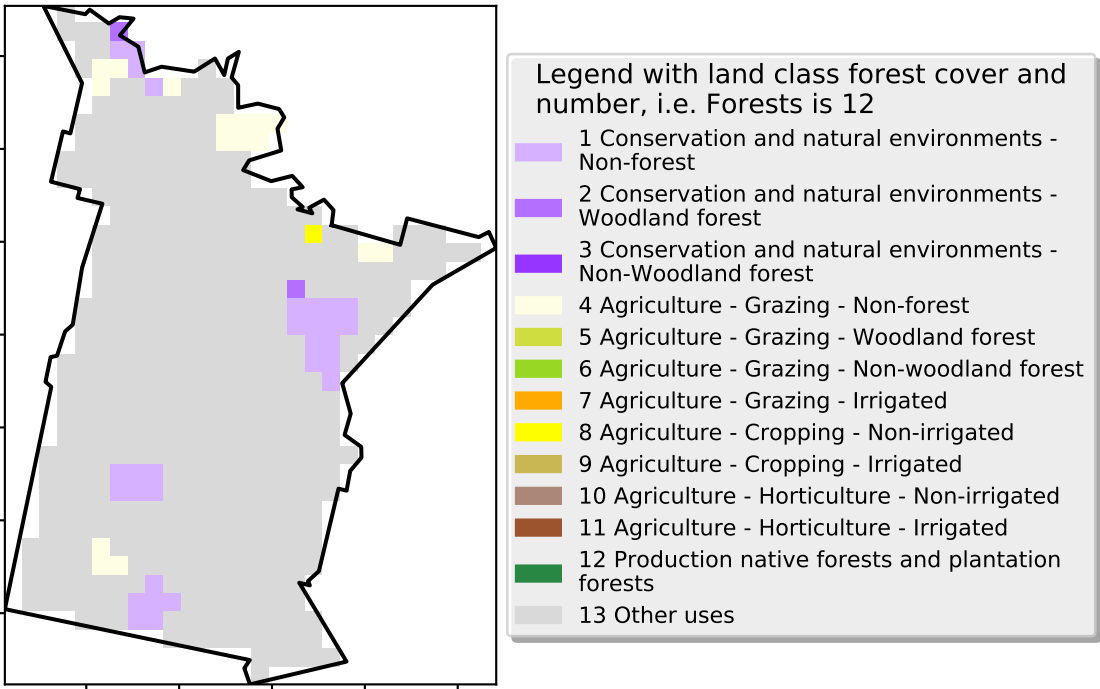 Legend with land class forest cover and
number, i.e. Forests is 12
1 Conservation and natural environments -
Non-forest
2 Conservation and natural environments -
Woodland forest
3 Conservation and natural environments -
Non-Woodland forest
4 Agriculture - Grazing - Non-forest
5 Agriculture - Grazing - Woodland forest
6 Agriculture - Grazing - Non-woodland forest
7 Agriculture - Grazing - Irrigated
8 Agriculture - Cropping - Non-irrigated
9 Agriculture - Cropping - Irrigated
10 Agriculture - Horticulture - Non-irrigated
11 Agriculture - Horticulture - Irrigated
12 Production native forests and plantation
forests
13 Other uses